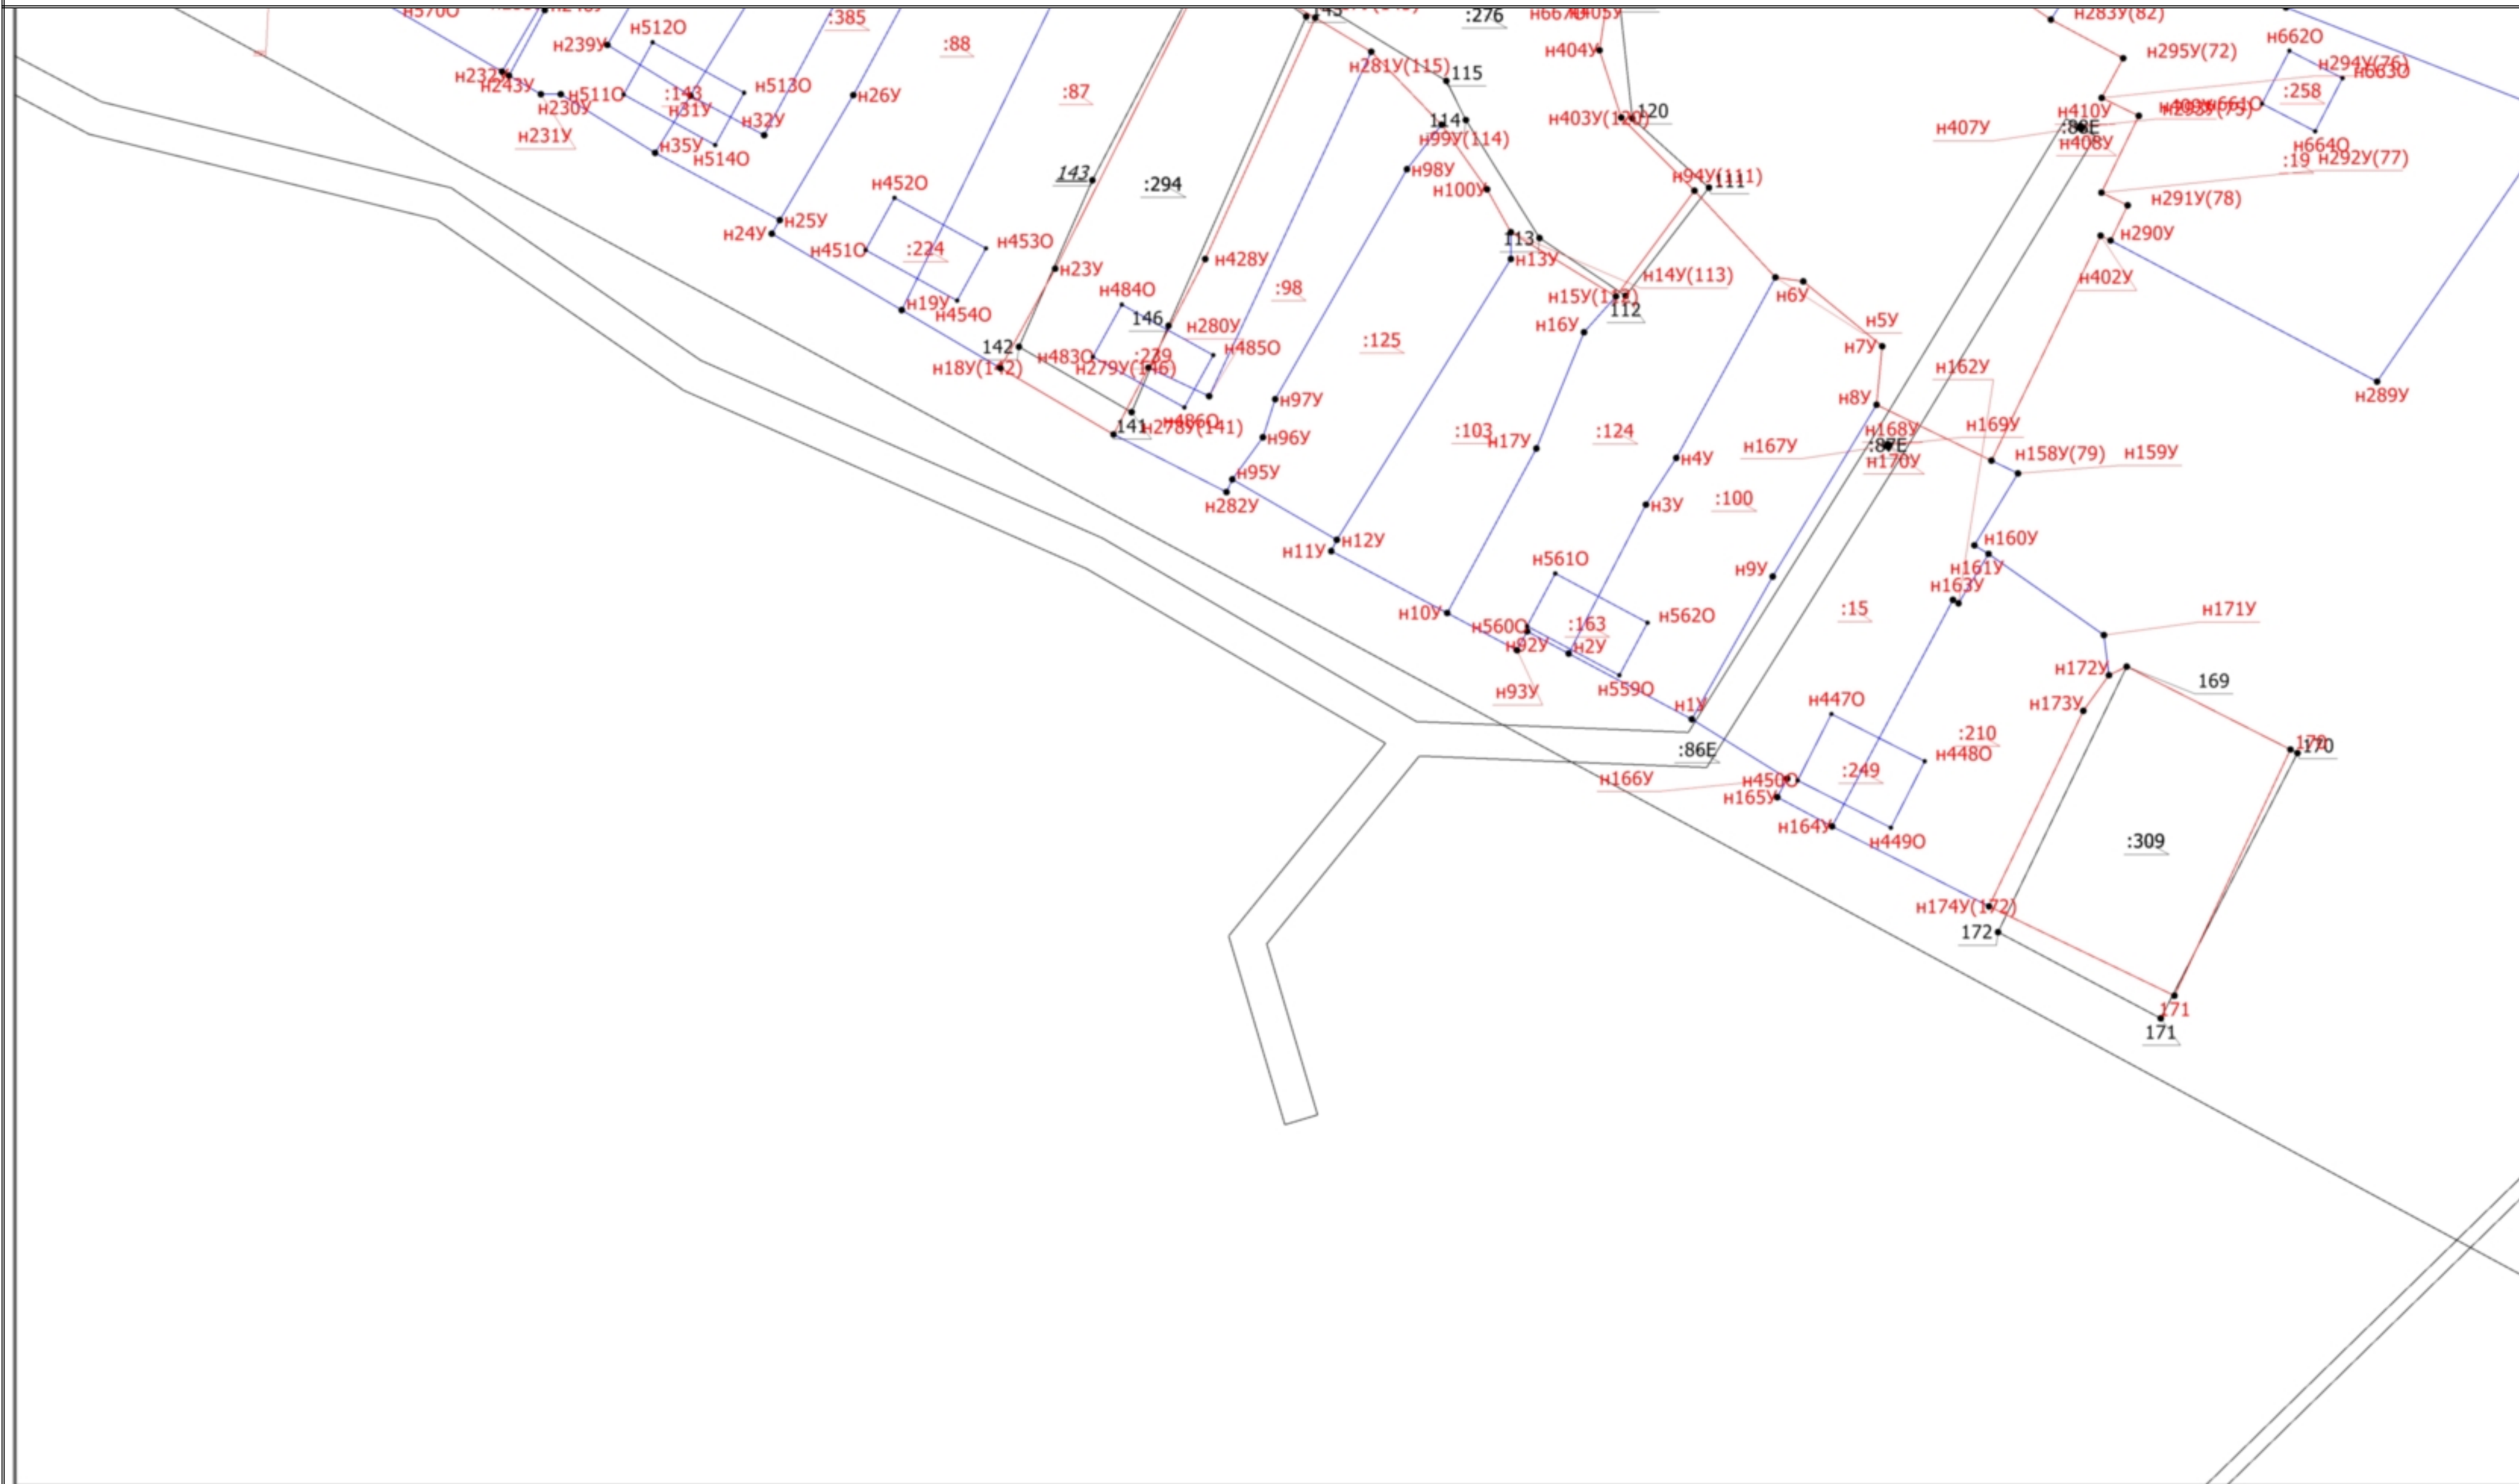 н570О
н512О
:385
:88
н239У
н232У
н243У
н230У
н511О
:143
н31У
н513О
н32У
н26У
:87
н231У
н35У
н514О
143
:294
н452О
н25У
н24У
н451О
:224
н453О
н23У
н428У
н484О
:98
н19У
н454О
146
н280У
142
н483О
:239
н485О
н18У(142)
н279У(146)
141
н486О
н278У(141)
н97У
н96У
н95У
н282У
:276
н404У
н281У(115)
115
114
н99У(114)
н98У
н100У
н403У(120)
120
н94У(111)
111
113
н13У
н14У(113)
н15У(112)
112
н16У
н6У
:125
н5У
н7У
н8У
:103
н17У
:124
н4У
н3У
:100
н12У
н11У
н561О
н9У
н10У
н560О
:163
н562О
н92У
н2У
н559О
н93У
н1У
:86Е
н283У(82)
н295У(72)
н662О
н294У(76)
н663О
:258
н410У
н661О
н407У
:88Е
н408У
н664О
:19
н292У(77)
н291У(78)
н290У
н402У
н289У
н162У
н168У
н169У
н167У
:87Е
н170У
н158У(79)
н159У
н160У
н161У
н163У
:15
н171У
н172У
169
н173У
н447О
:210
н448О
170
:249
н166У
н450О
н165У
н164У
н449О
:309
н174У(172)
172
171
171